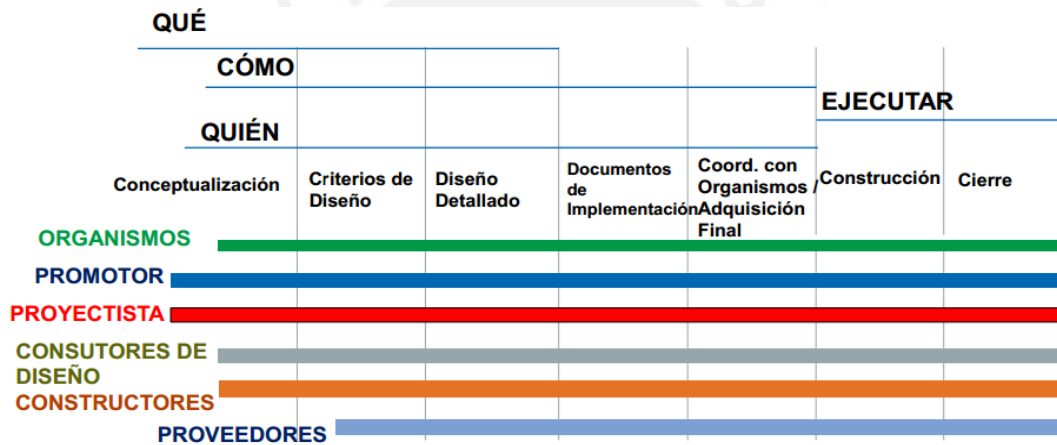 QUÉ
CÓMO
EJECUTAR
QUIÉN
Conceptualización
Criterios de
Diseño
Diseño
Detallado
Documentos
de
Implementación
Coord. con
Organismos /
Adquisición
Final
Construcción
Cierre
ORGANISMOS
PROMOTOR
PROYECTISTA
CONSUTORES DE
DISEÑO
CONSTRUCTORES
PROVEEDORES